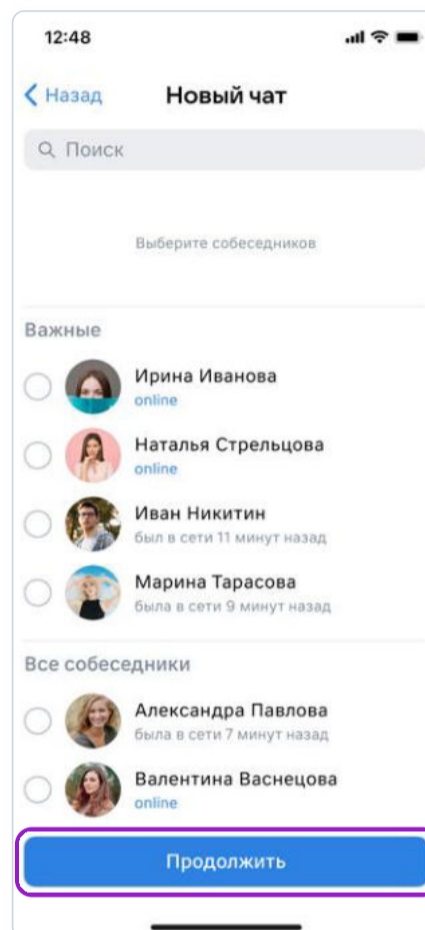 12:48
Назад
Новый чат
Поиск
Выберите собеседников
Важные
Ирина Иванова
online
Наталья Стрельцова
online
Иван Никитин
был в сети 11 минут назад
Марина Тарасова
была в сети 9 минут назад
Все собеседники
Александра Павлова
была в сети 7 минут назад
Валентина Васнецова
online
Продолжить